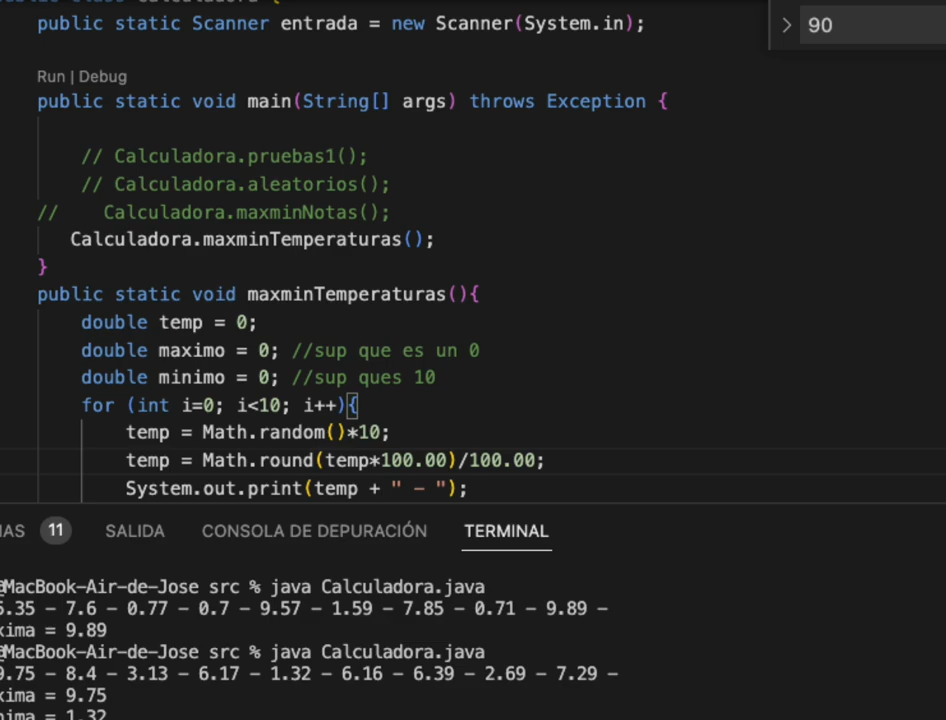 public static Scanner entrada = new Scanner(System.in);
> 90
Run | Debug
public static void main(String[] args) throws Exception {
// Calculadora.pruebas1();
// Calculadora.aleatorios();
// Calculadora.maxminNotas();
Calculadora.maxminTemperaturas();
}
public static void maxminTemperaturas(){
double temp = 0;
double maximo = 0; //sup que es un 0
double minimo = 0; //sup ques 10
for (int i=0; i<10; i++){
temp = Math.random()*10;
temp = Math.round(temp*100.00)/100.00;
System.out.print(temp + " - ");
AS 11 SALIDA CONSOLA DE DEPURACIÓN TERMINAL
@MacBook-Air-de-Jose src % java Calculadora.java
5.35 - 7.6 - 0.77 - 0.7 - 9.57 - 1.59 - 7.85 - 0.71 - 9.89 -
xima = 9.89
@MacBook-Air-de-Jose src % java Calculadora.java
9.75 - 8.4 - 3.13 - 6.17 - 1.32 - 6.16 - 6.39 - 2.69 - 7.29 -
xima = 9.75
nima = 1.32